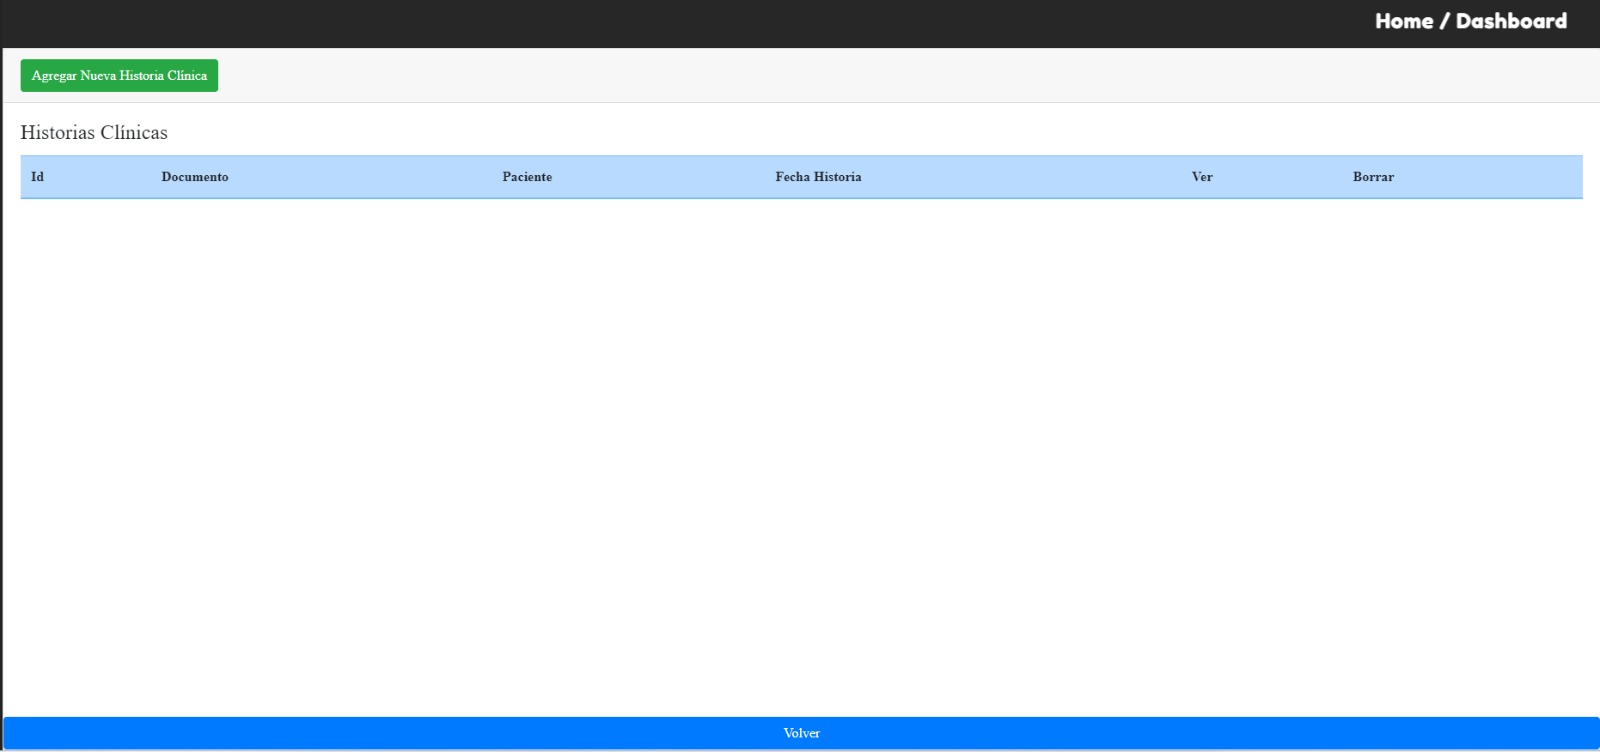 Home / Dashboard
Agregar Nueva Historia Clínica
Historias Clínicas
Id Documento Paciente Fecha Historia Ver Borrar
Volver